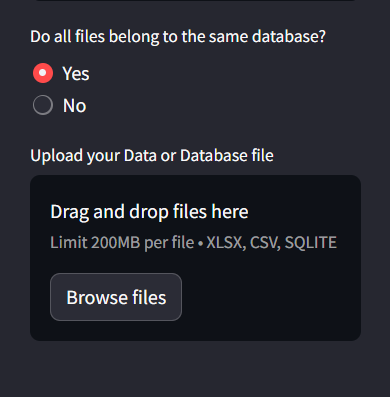 Do all files belong to the same database?
Yes
No
Upload your Data or Database file
Drag and drop files here
Limit 200MB per file • XLSX, CSV, SQLITE
Browse files